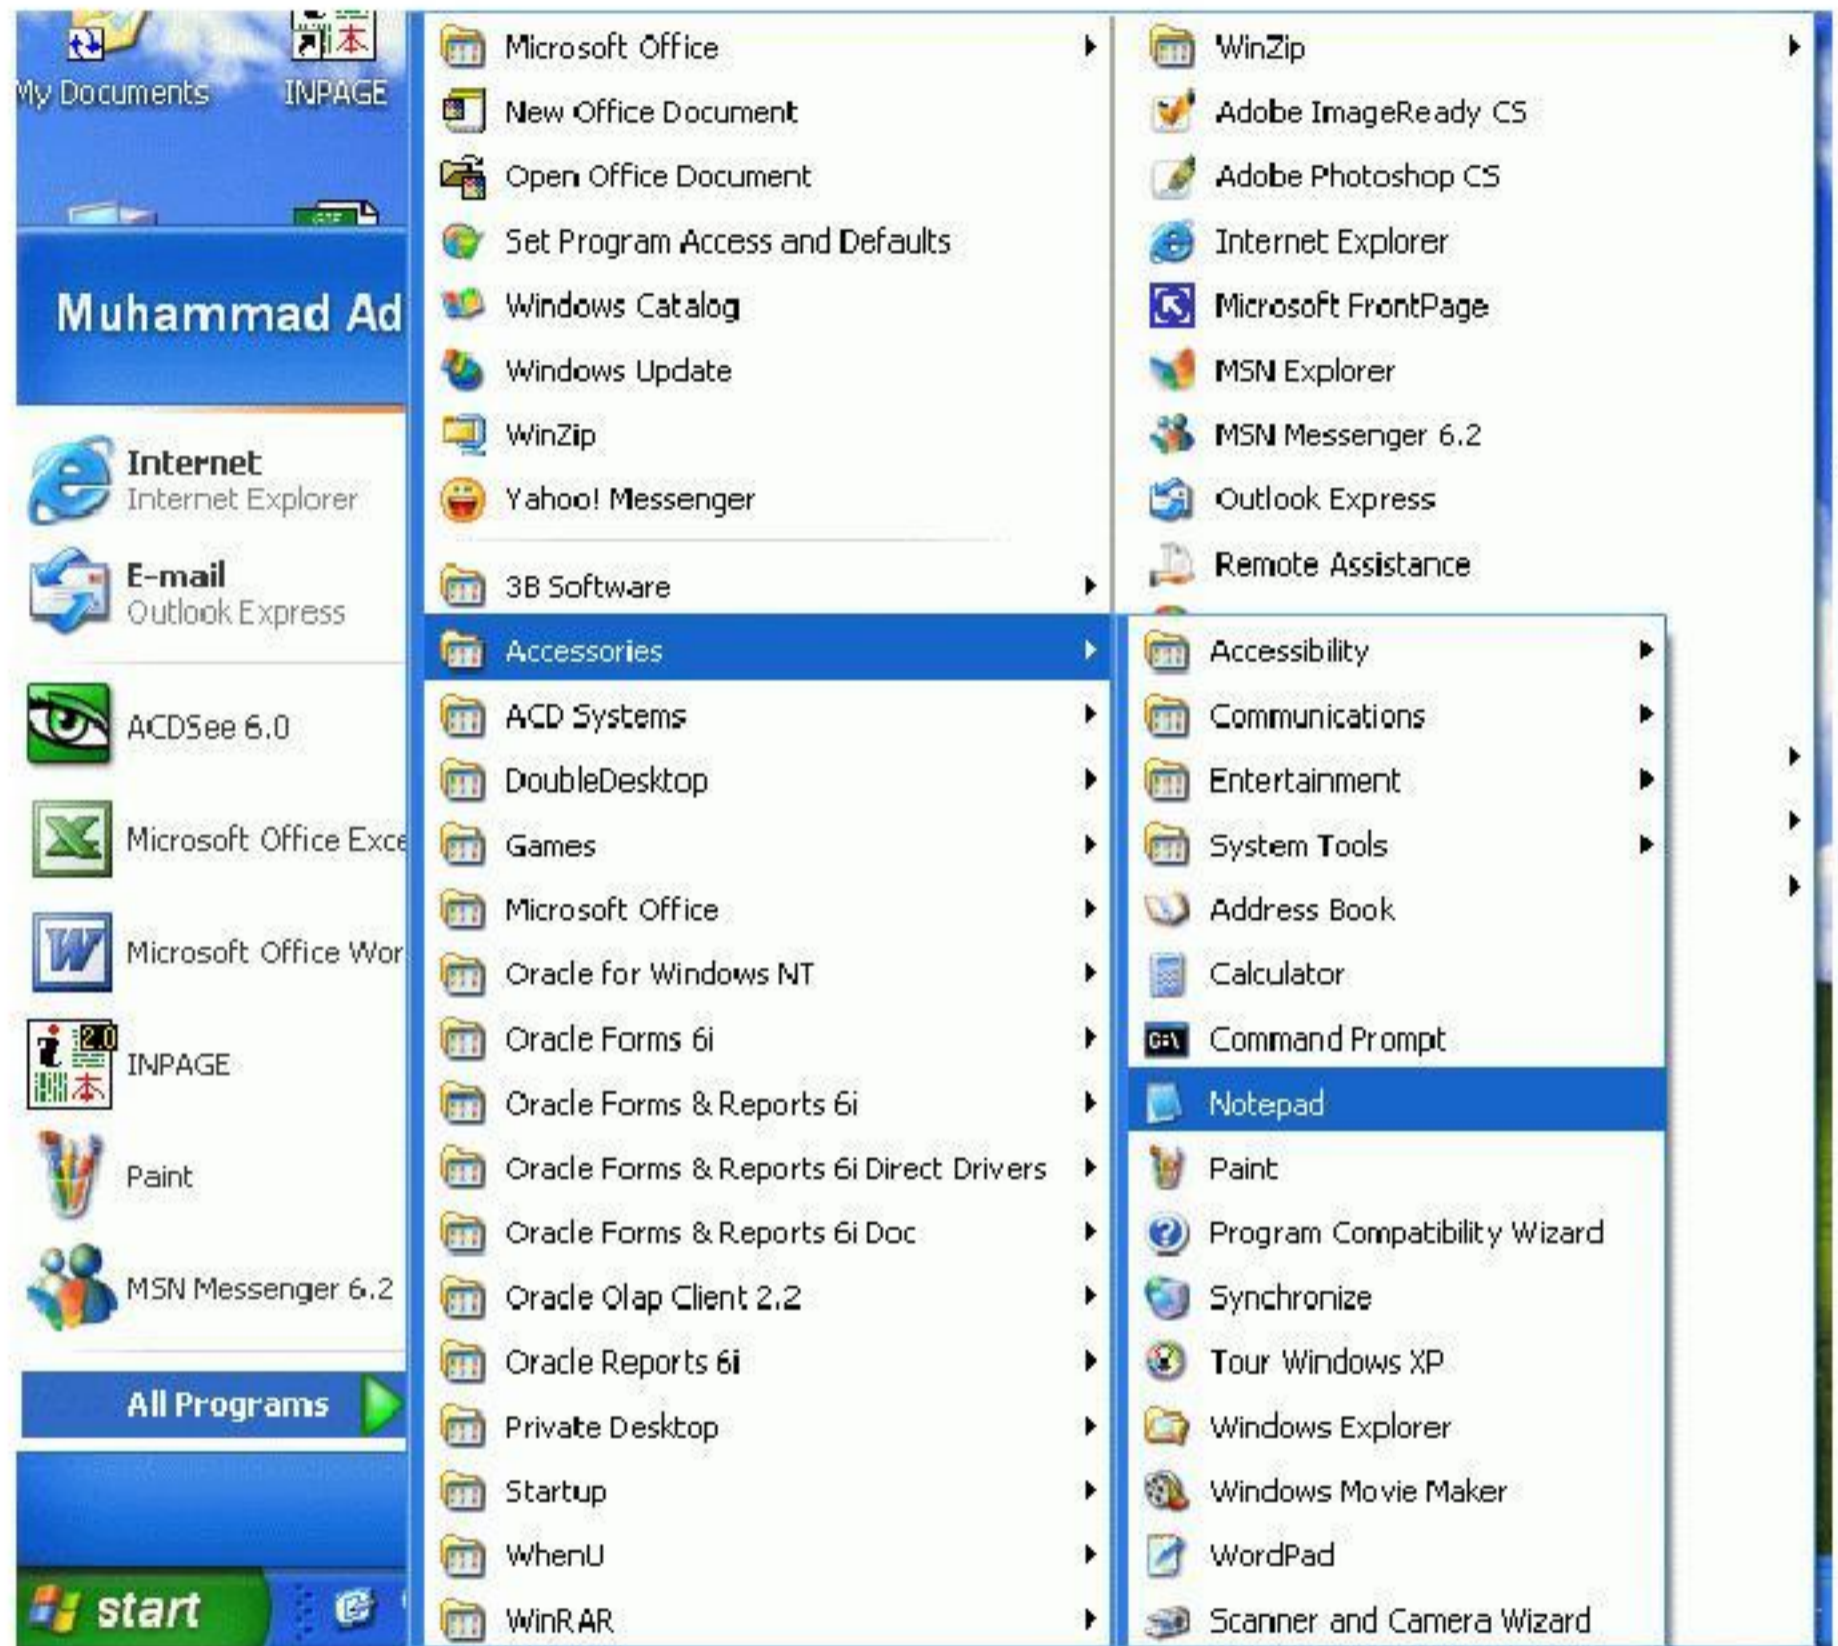 My Documents
INPAGE
Muhammad Ad
Internet
Internet Explorer
E-mail
Outlook Express
ACDSee 6.0
Microsoft Office Exce
Microsoft Office Wor
2.0
INPAGE
Paint
MSN Messenger 6.2
All Programs
start
Microsoft Office
New Office Document
Open Office Document
Set Program Access and Defaults
Windows Catalog
Windows Update
WinZip
Yahoo! Messenger
3B Software
Accessories
ACD Systems
DoubleDesktop
Games
Microsoft Office
Oracle for Windows NT
Oracle Forms 6i
Oracle Forms & Reports 6i
Oracle Forms & Reports 6i Direct Drivers
Oracle Forms & Reports 6i Doc
Oracle Olap Client 2.2
Oracle Reports 6i
Private Desktop
Startup
WhenU
WinRAR
WinZip
Adobe ImageReady CS
Adobe Photoshop CS
Internet Explorer
Microsoft FrontPage
MSN Explorer
MSN Messenger 6.2
Outlook Express
Remote Assistance
Accessibility
Communications
Entertainment
System Tools
Address Book
Calculator
Command Prompt
Notepad
Paint
Program Compatibility Wizard
Synchronize
Tour Windows XP
Windows Explorer
Windows Movie Maker
WordPad
Scanner and Camera Wizard